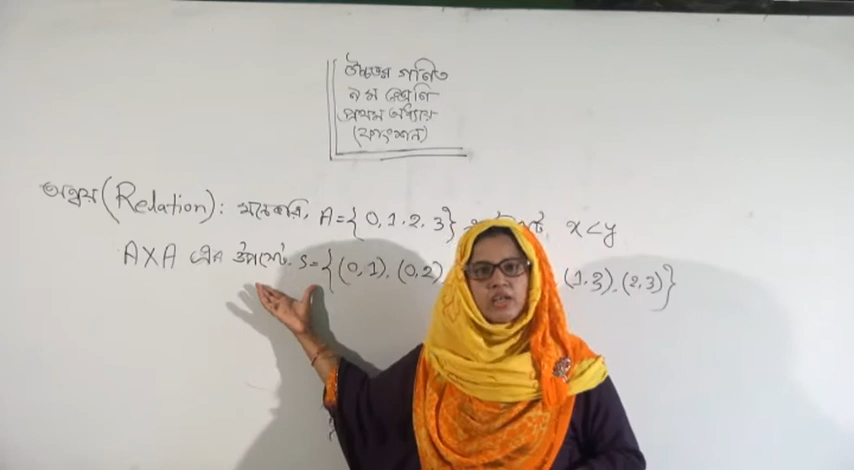 উচ্চতর গণিত
৯ম শ্রেণি
প্রথম অধ্যায়
(ফাংশন)
অন্বয় (Relation): মনেকরি, A={0,1,2,3} x<y
A×A এর উপসেট, S={(0,1), (0,2) (1,3), (2,3)}